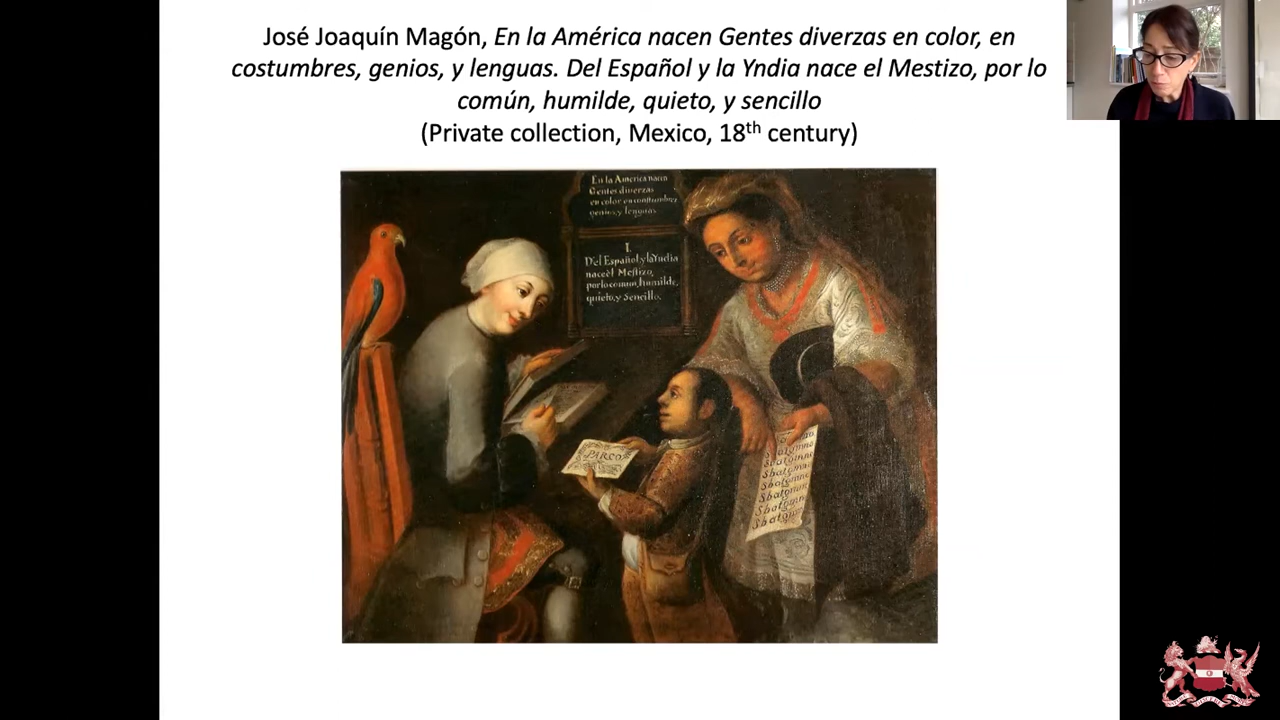 José Joaquín Magón, En la América nacen Gentes diverzas en color, en
costumbres, genios, y lenguas. Del Español y la Yndia nace el Mestizo, por lo
común, humilde, quieto, y sencillo
(Private collection, Mexico, 18th century)
En la America nacen
Gentes diverzas
en color en costumbres
genios, y lenguas.
I.
Del Español, y la Yndia
nace el Mestizo,
por lo comun, humilde,
quieto, y Sencillo.
PARCO